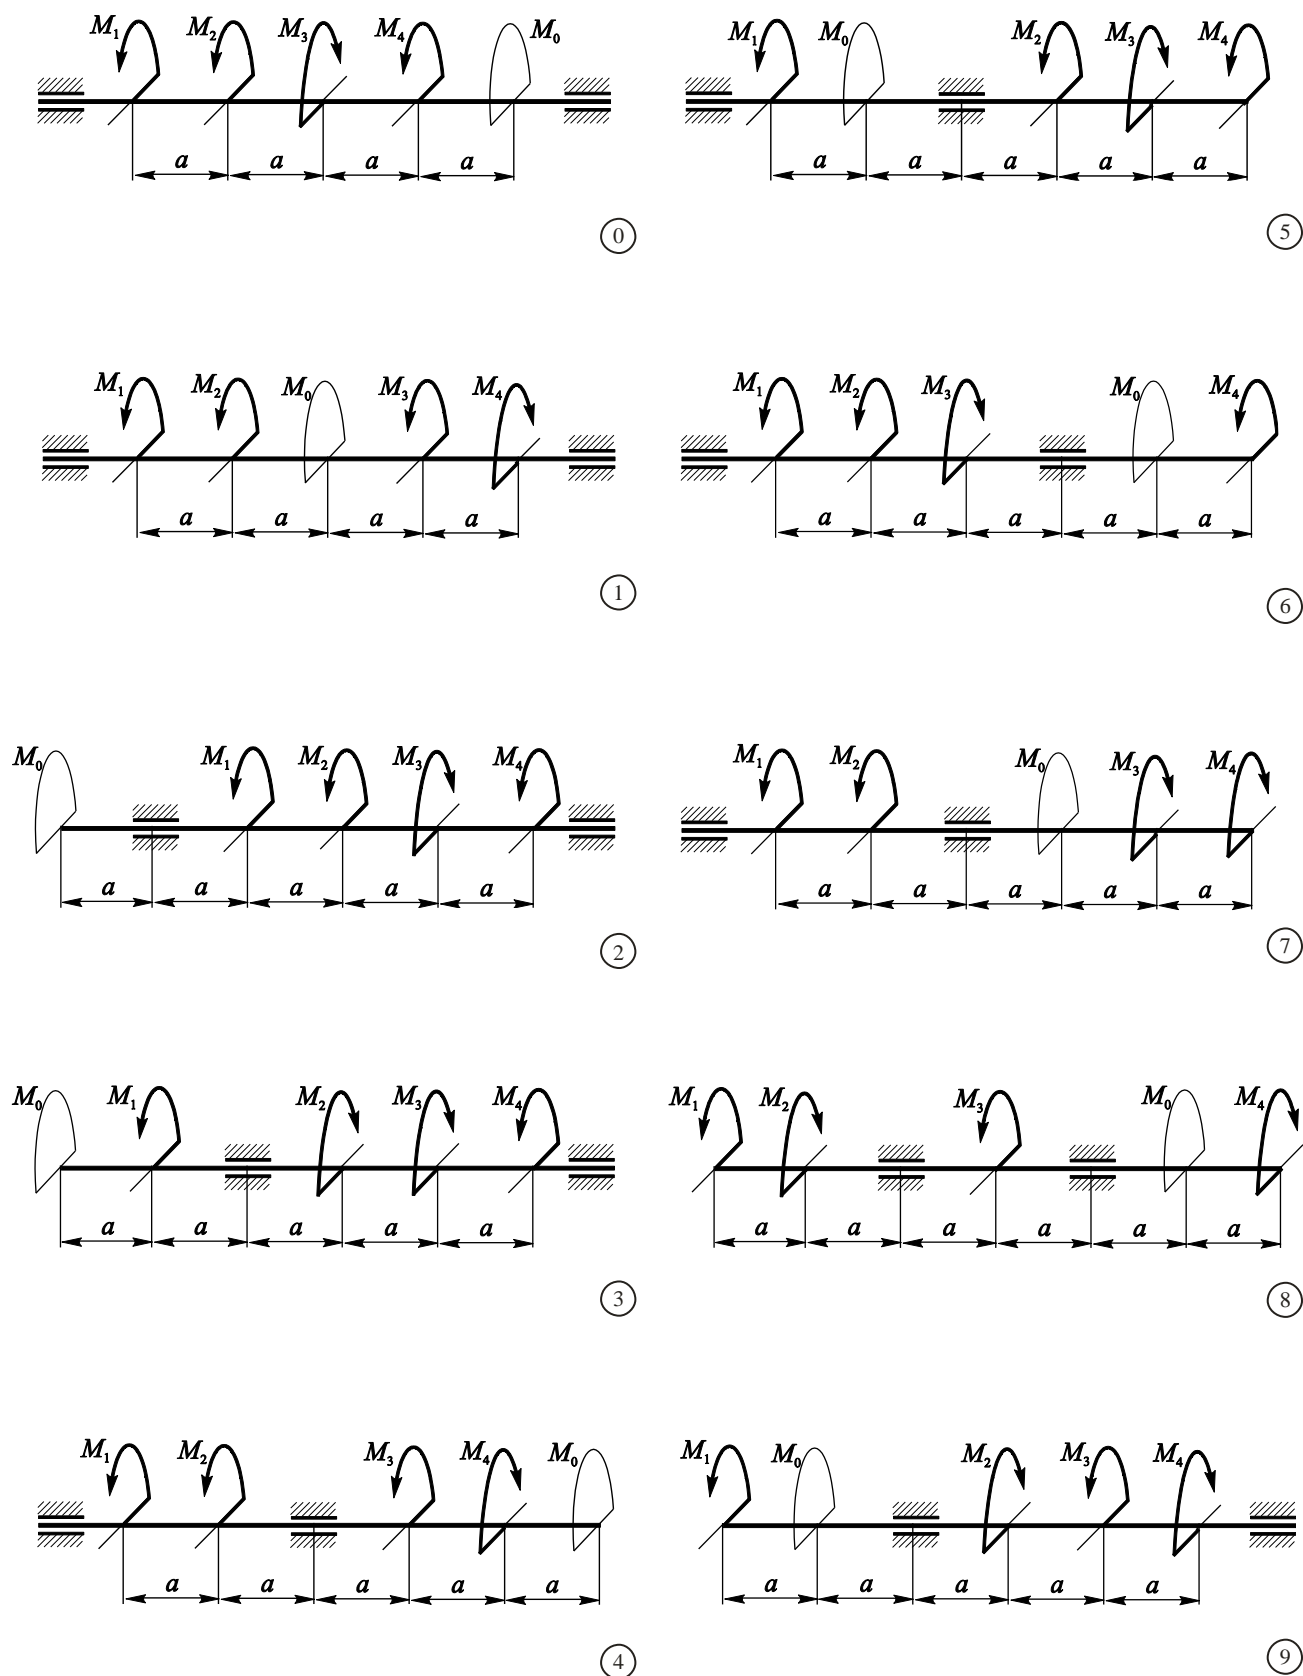 M₁ M₂ M₃ M₄ M₀
a a a a
0
M₁ M₀ M₂ M₃ M₄
a a a a a
5
M₁ M₂ M₀ M₃ M₄
a a a a
1
M₁ M₂ M₃ M₀ M₄
a a a a a
6
M₀ M₁ M₂ M₃ M₄
a a a a a
2
M₁ M₂ M₀ M₃ M₄
a a a a a
7
M₀ M₁ M₂ M₃ M₄
a a a a a
3
M₁ M₂ M₃ M₀ M₄
a a a a a a
8
M₁ M₂ M₃ M₄ M₀
a a a a a
4
M₁ M₀ M₂ M₃ M₄
a a a a a
9